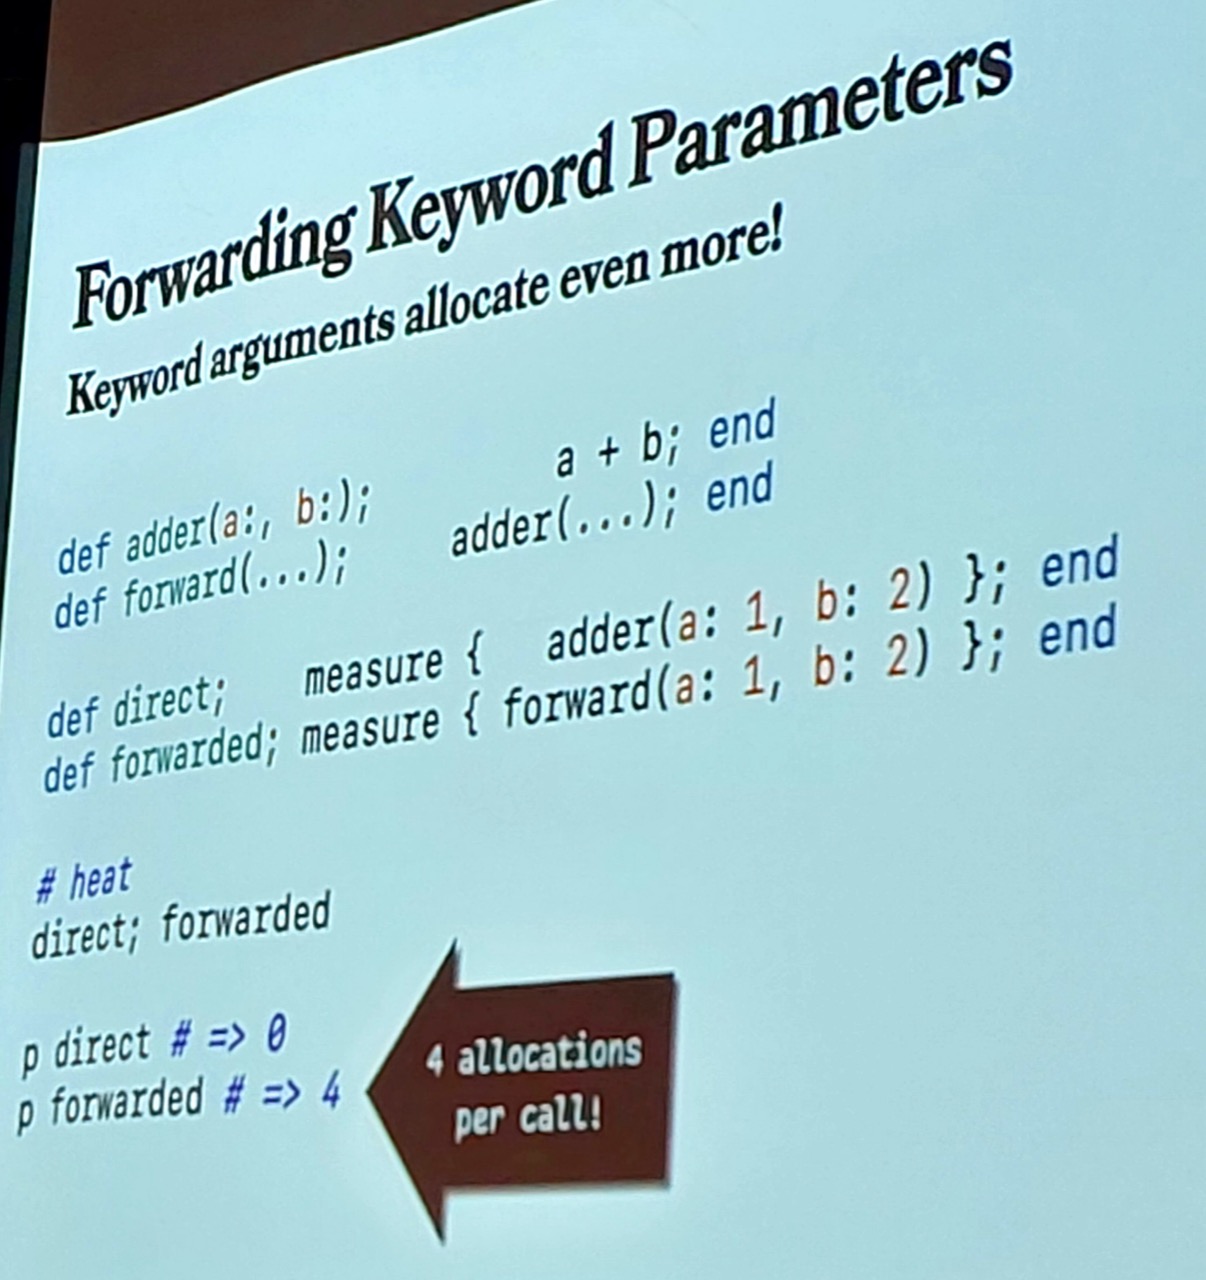 Forwarding Keyword Parameters
Keyword arguments allocate even more!
def adder(a:, b:);          a + b; end
def forward(...);    adder(...); end
def direct;    measure {   adder(a: 1, b: 2) }; end
def forwarded; measure { forward(a: 1, b: 2) }; end
# heat
direct; forwarded
p direct # => 0
p forwarded # => 4
4 allocations
per call!